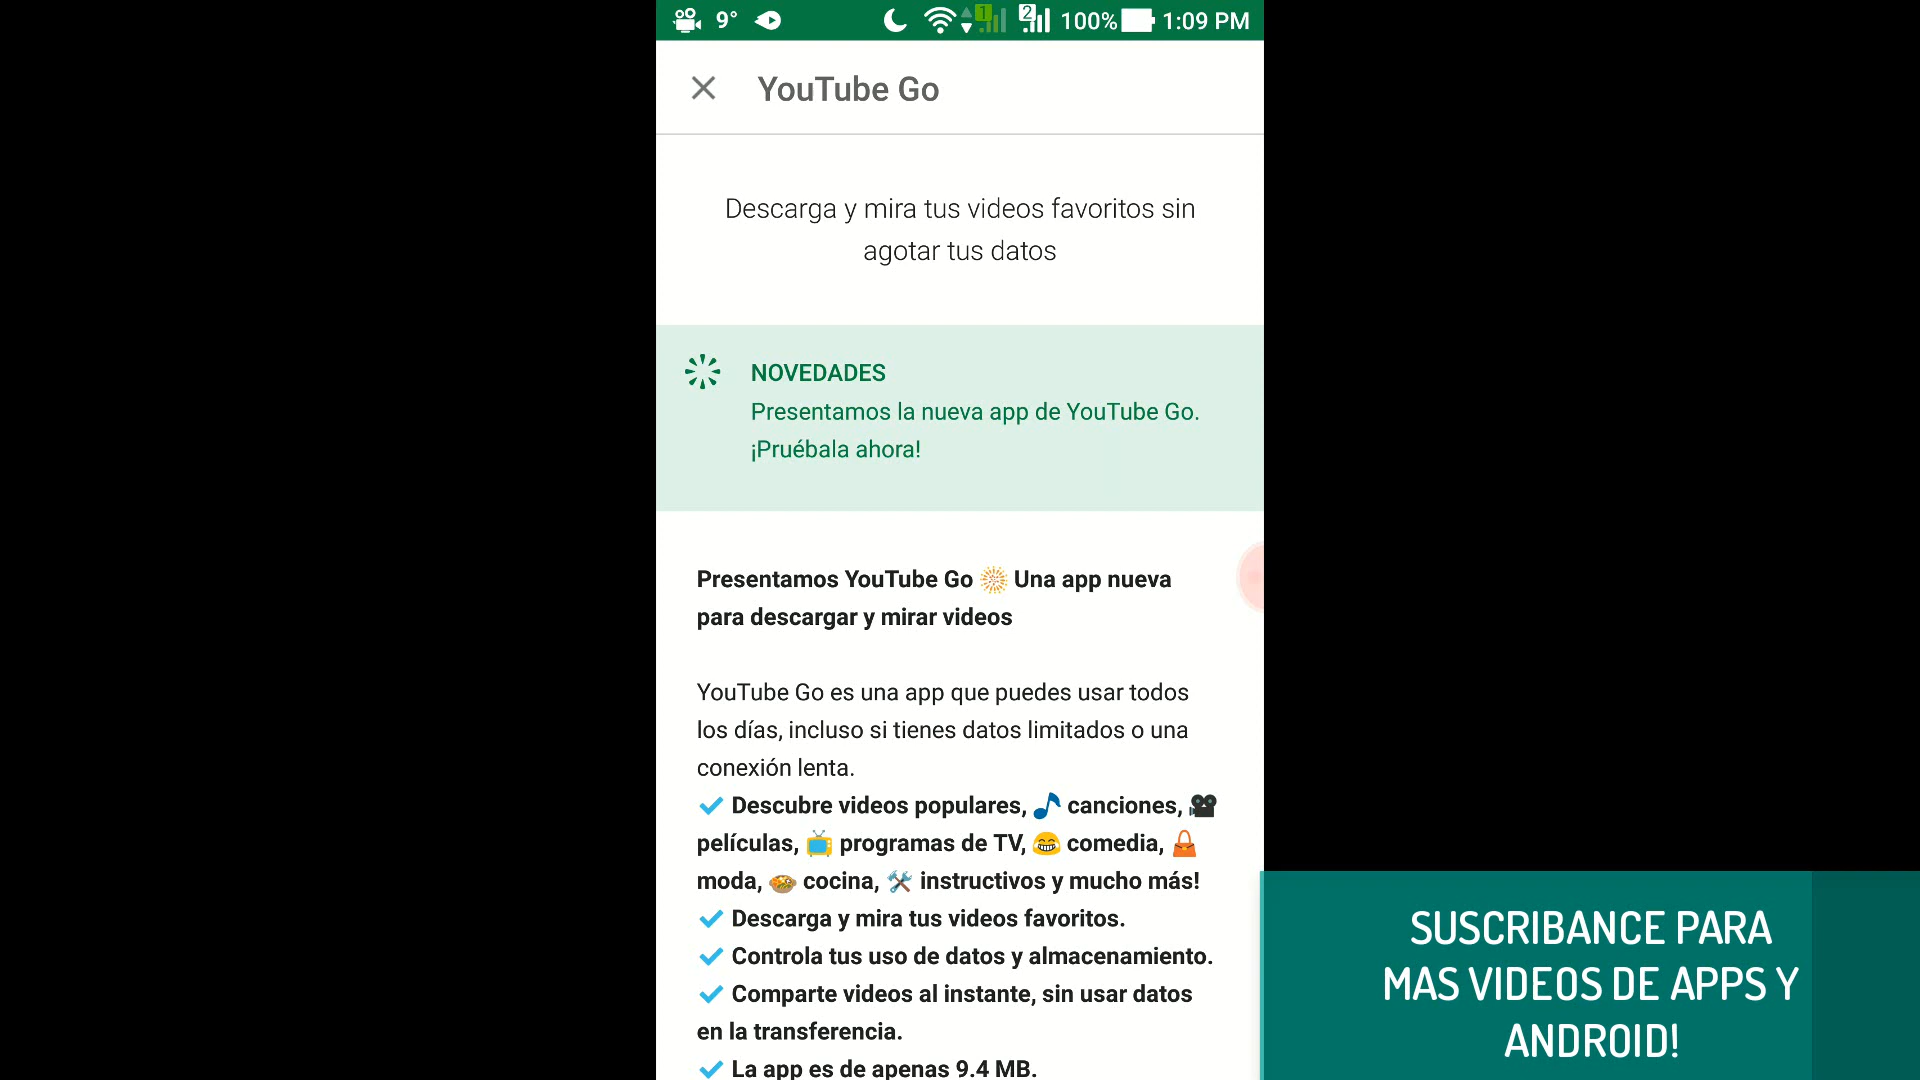 9° 1 2 100% 1:09 PM
YouTube Go
Descarga y mira tus videos favoritos sin
agotar tus datos
NOVEDADES
Presentamos la nueva app de YouTube Go.
¡Pruébala ahora!
Presentamos YouTube Go Una app nueva
para descargar y mirar videos
YouTube Go es una app que puedes usar todos
los días, incluso si tienes datos limitados o una
conexión lenta.
Descubre videos populares, canciones,
películas, programas de TV, comedia,
moda, cocina, instructivos y mucho más!
Descarga y mira tus videos favoritos.
Controla tus uso de datos y almacenamiento.
Comparte videos al instante, sin usar datos
en la transferencia.
La app es de apenas 9.4 MB.
SUSCRIBANCE PARA
MAS VIDEOS DE APPS Y
ANDROID!